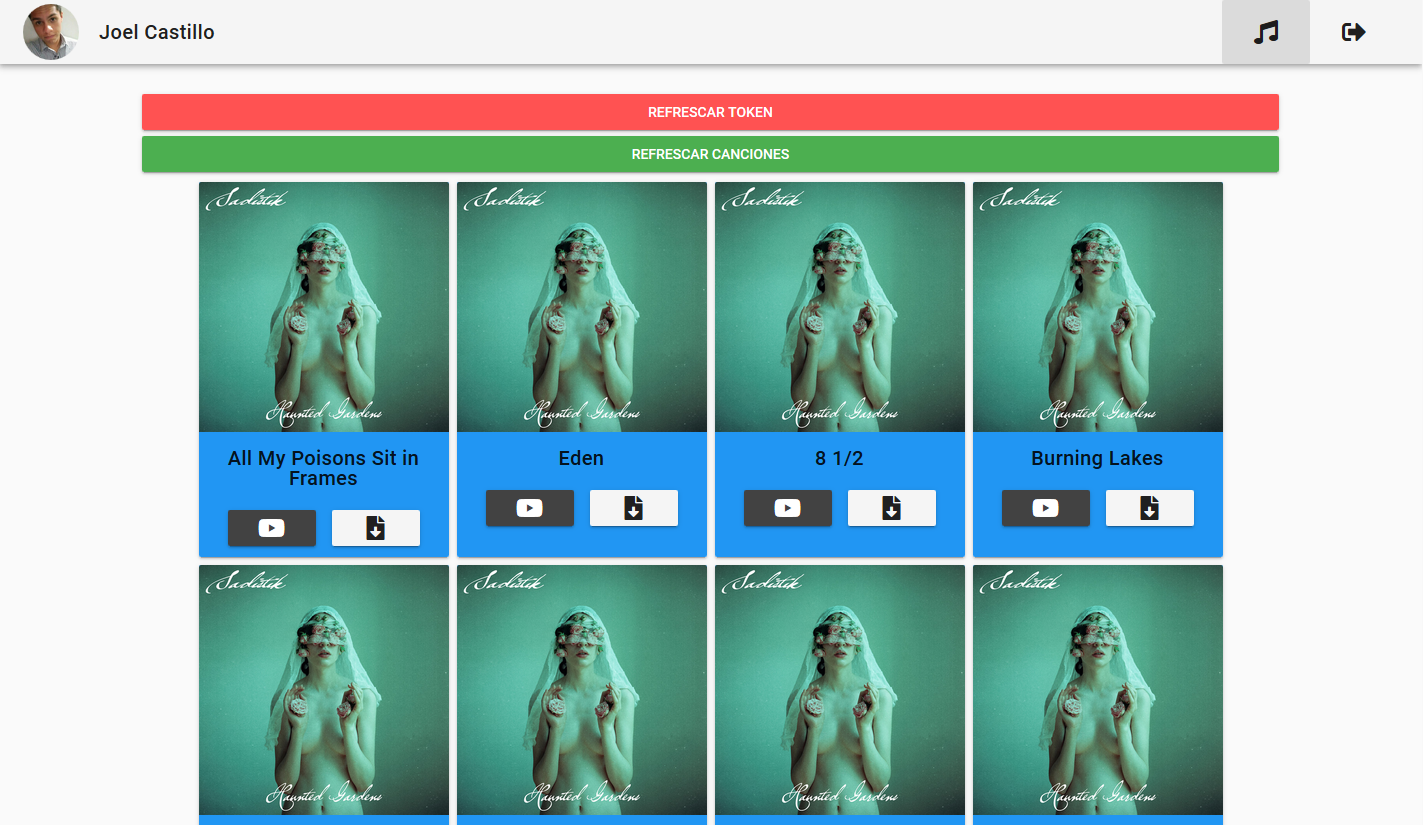 Joel Castillo
REFRESCAR TOKEN
REFRESCAR CANCIONES
Sadistik
Sadistik
Sadistik
Sadistik
Haunted Gardens
Haunted Gardens
Haunted Gardens
Haunted Gardens
All My Poisons Sit in
Frames
Eden
8 1/2
Burning Lakes
Sadistik
Sadistik
Sadistik
Sadistik
Haunted Gardens
Haunted Gardens
Haunted Gardens
Haunted Gardens